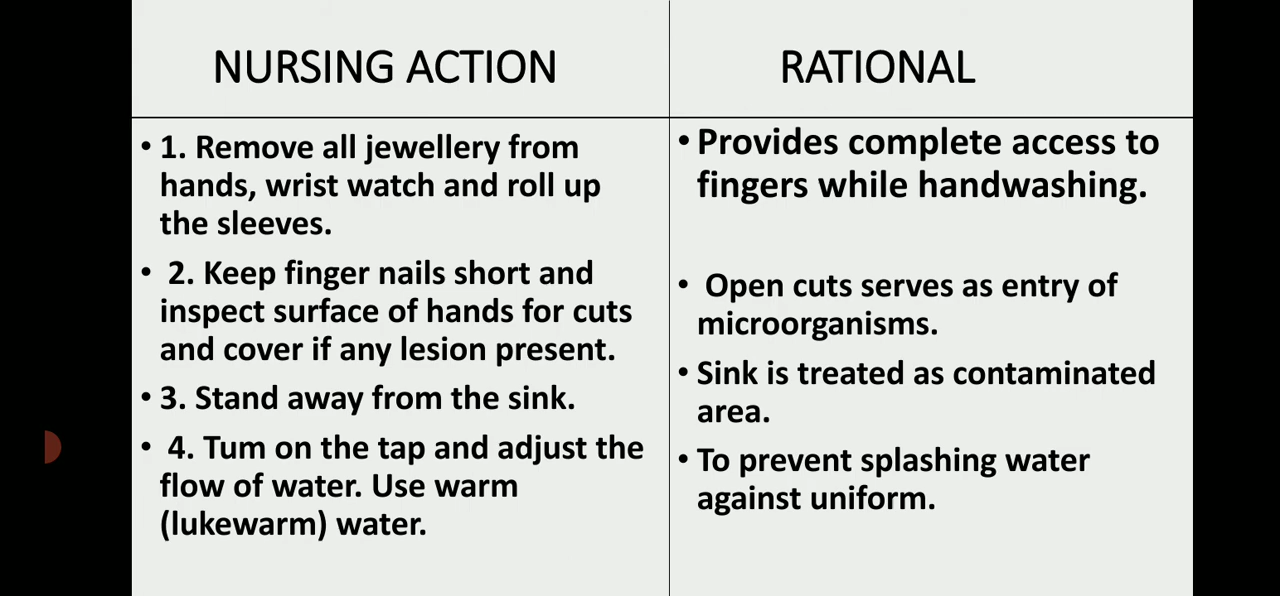 NURSING ACTION
• 1. Remove all jewellery from
hands, wrist watch and roll up
the sleeves.
• 2. Keep finger nails short and
inspect surface of hands for cuts
and cover if any lesion present.
• 3. Stand away from the sink.
• 4. Tum on the tap and adjust the
flow of water. Use warm
(lukewarm) water.
RATIONAL
• Provides complete access to
fingers while handwashing.
• Open cuts serves as entry of
microorganisms.
• Sink is treated as contaminated
area.
• To prevent splashing water
against uniform.